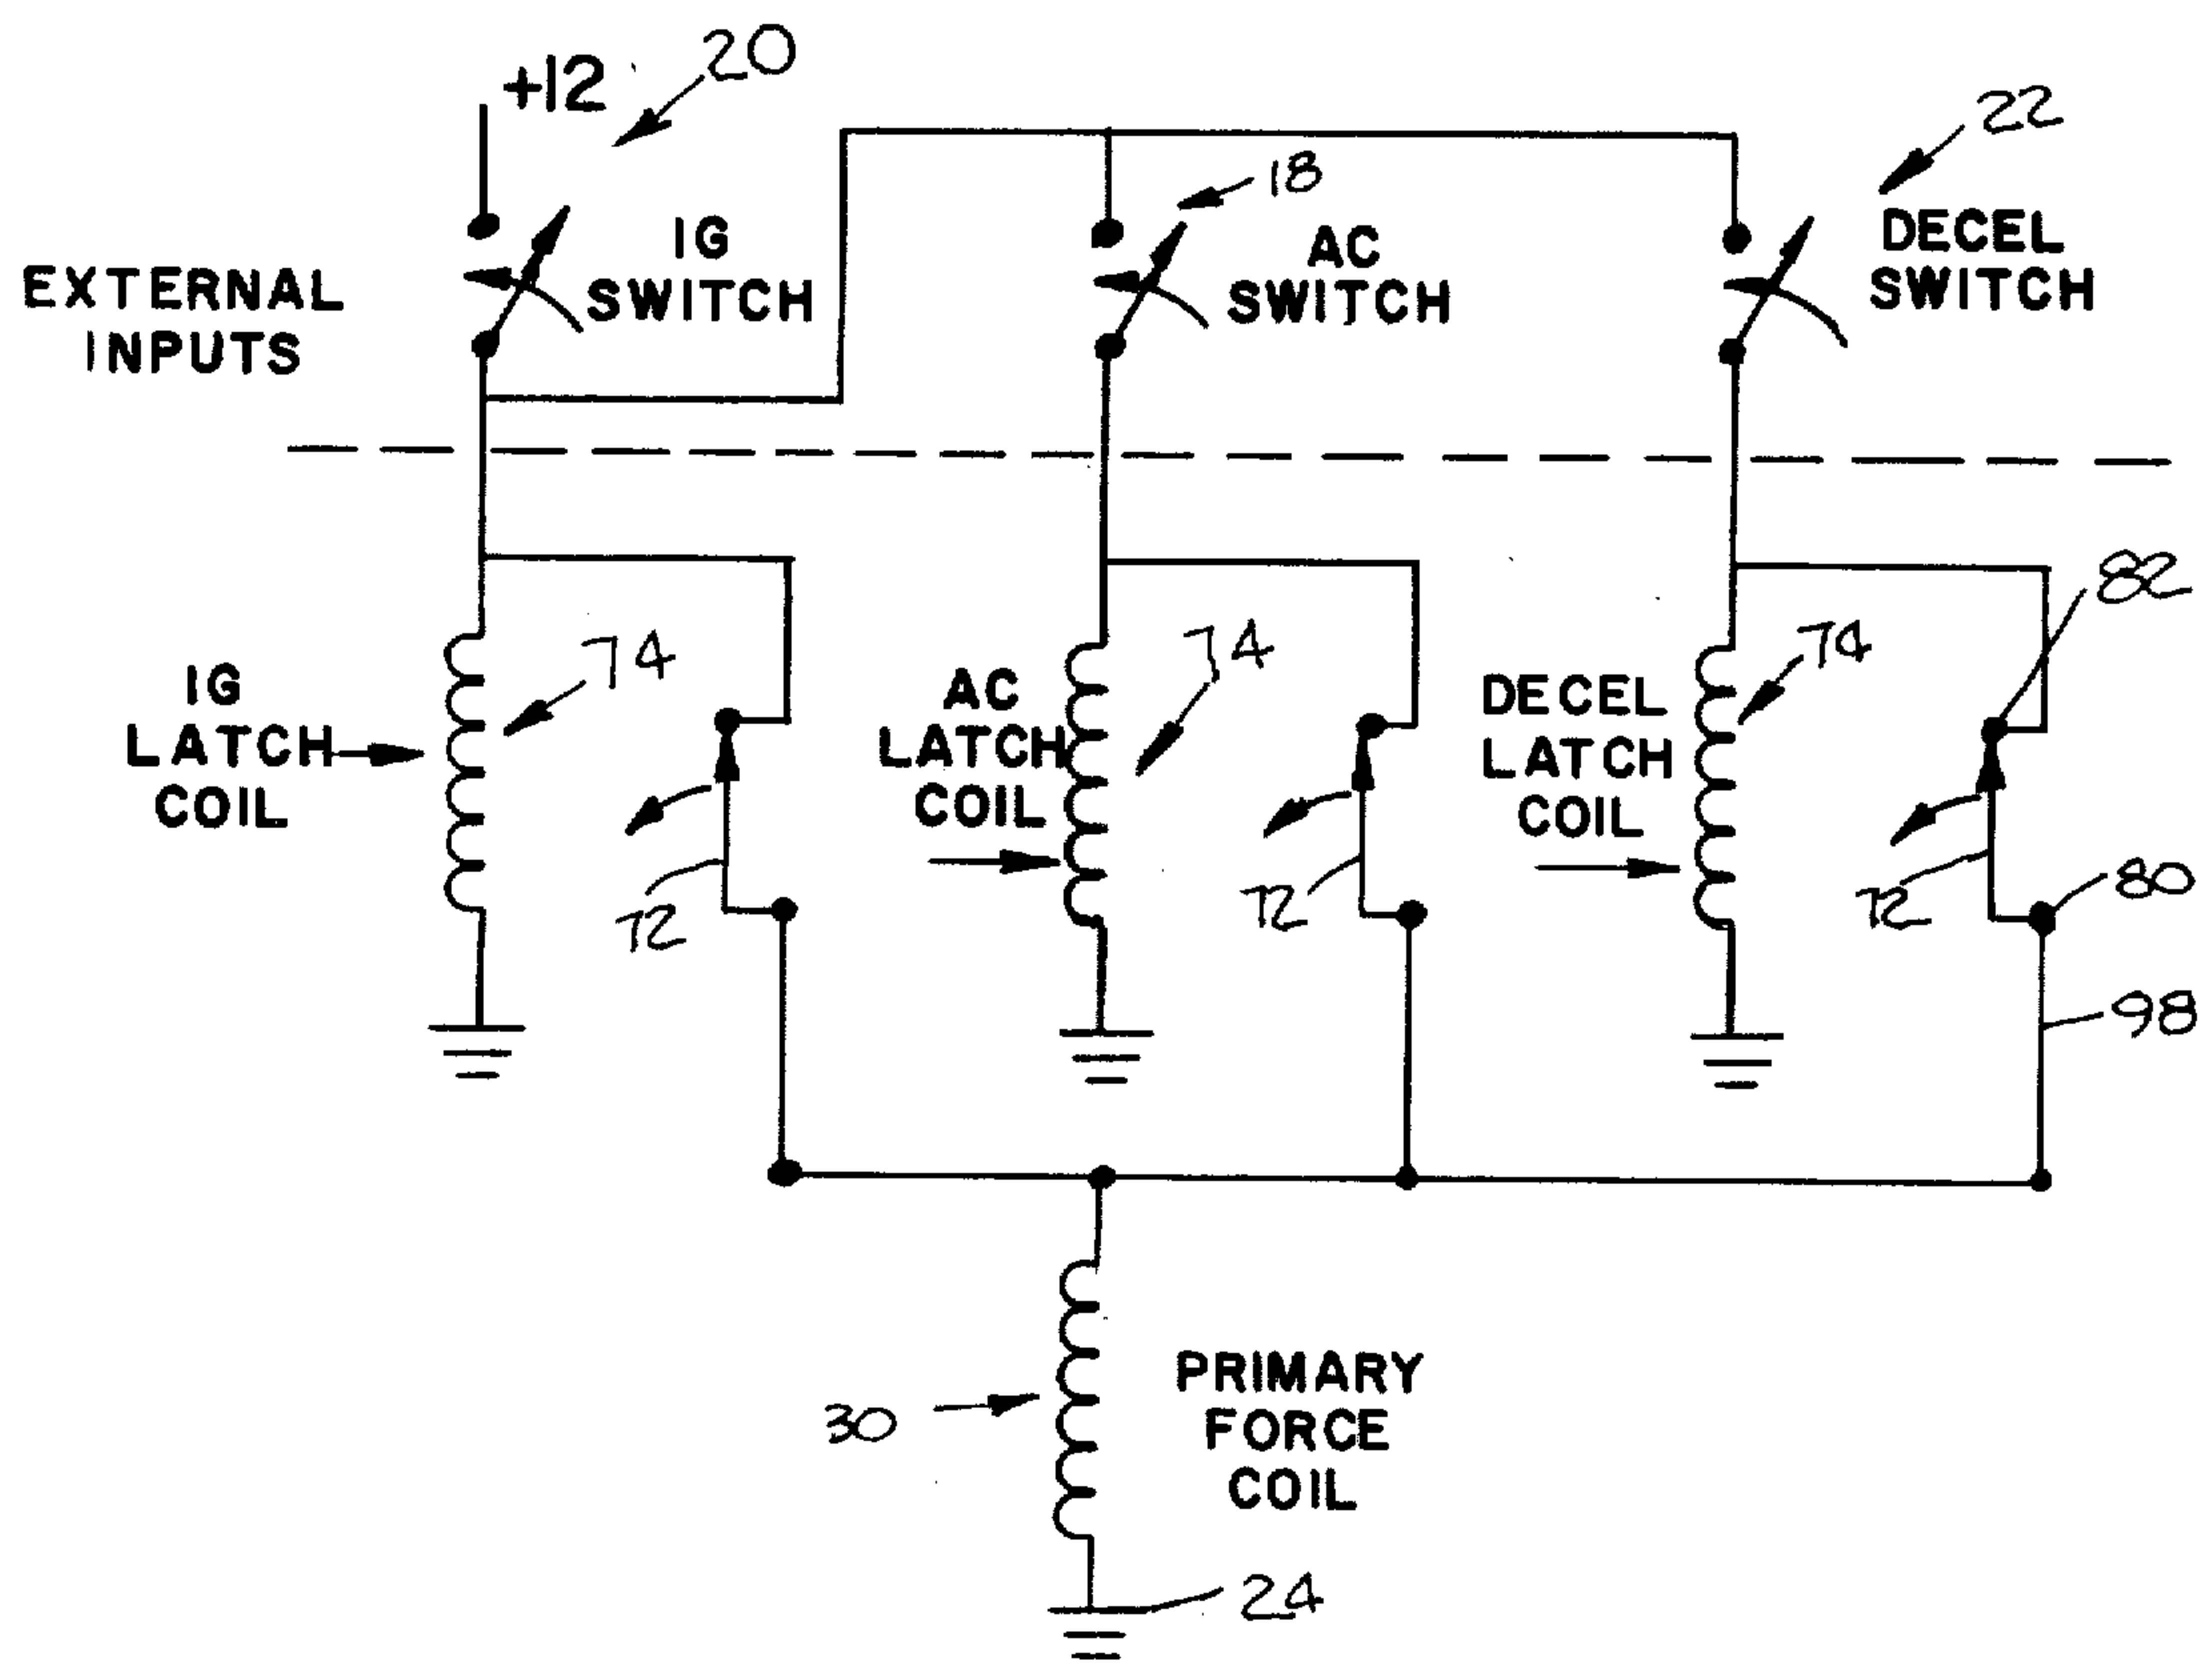 +12
20
22
18
IG
SWITCH
AC
SWITCH
DECEL
SWITCH
EXTERNAL
INPUTS
82
74
74
74
IG
LATCH
COIL
AC
LATCH
COIL
DECEL
LATCH
COIL
72
72
72
80
98
30
PRIMARY
FORCE
COIL
24